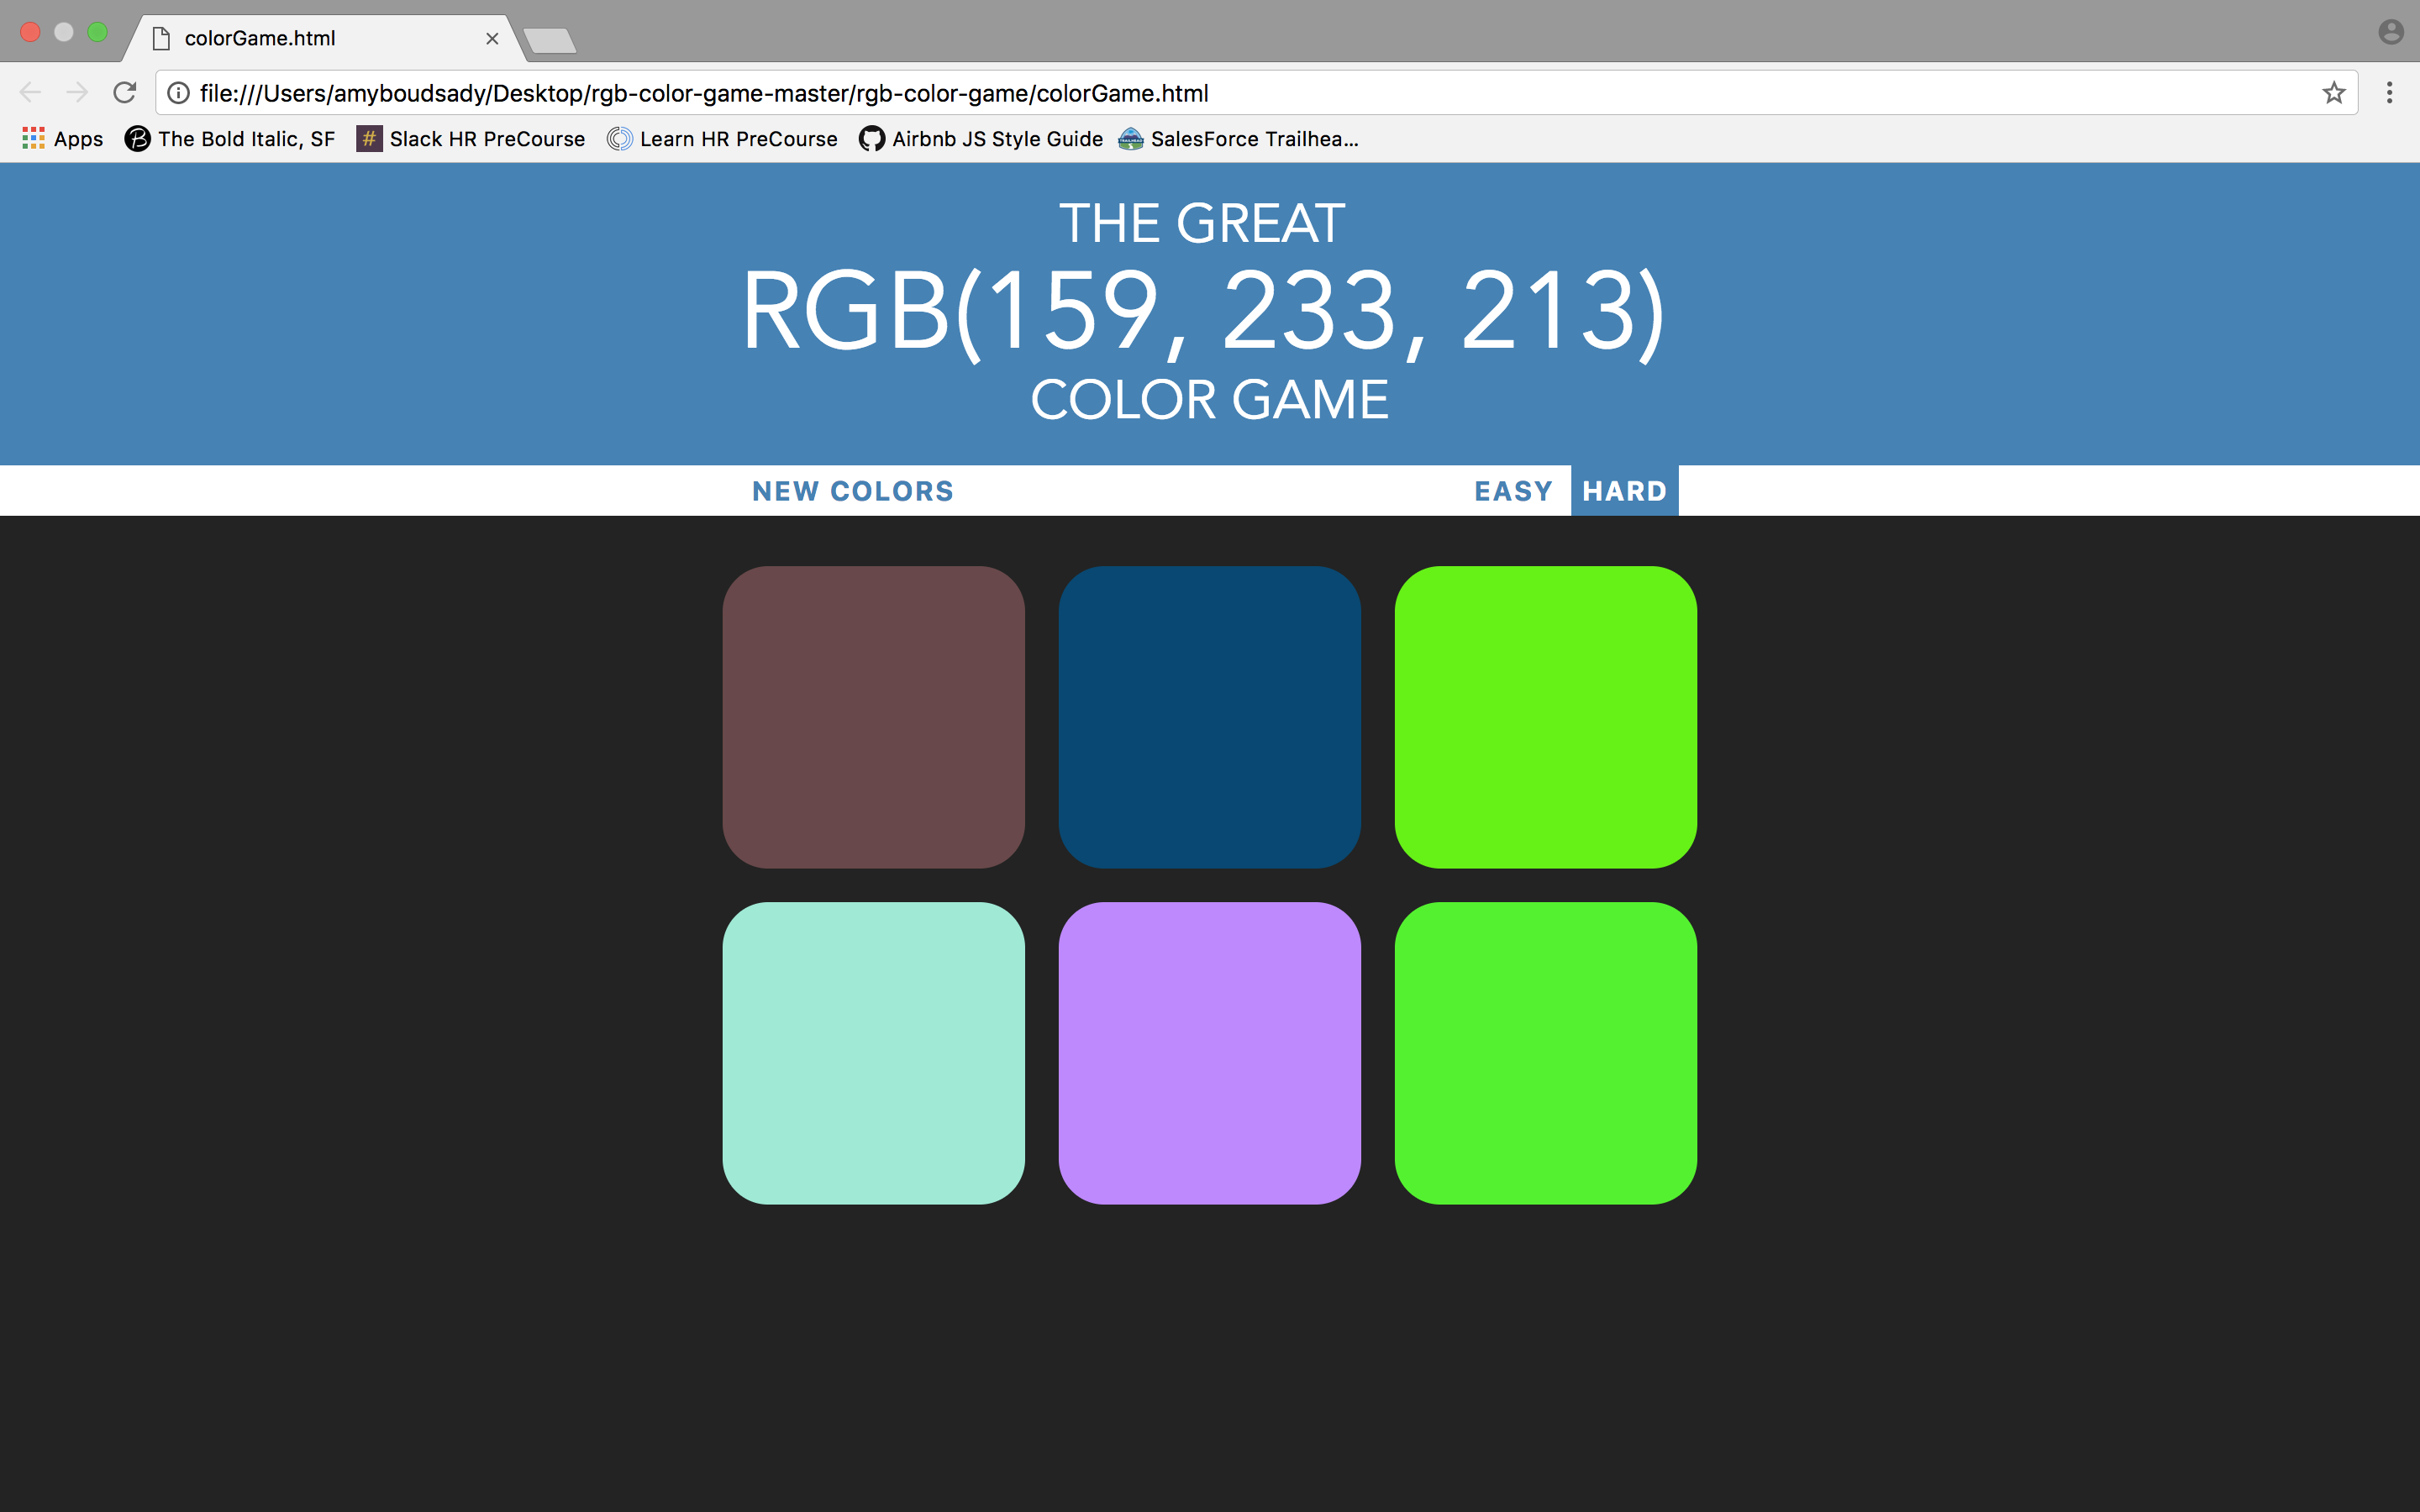 colorGame.html
file:///Users/amyboudsady/Desktop/rgb-color-game-master/rgb-color-game/colorGame.html
Apps B The Bold Italic, SF # Slack HR PreCourse Learn HR PreCourse Airbnb JS Style Guide SalesForce Trailhea...
THE GREAT
RGB(159, 233, 213)
COLOR GAME
NEW COLORS EASY HARD